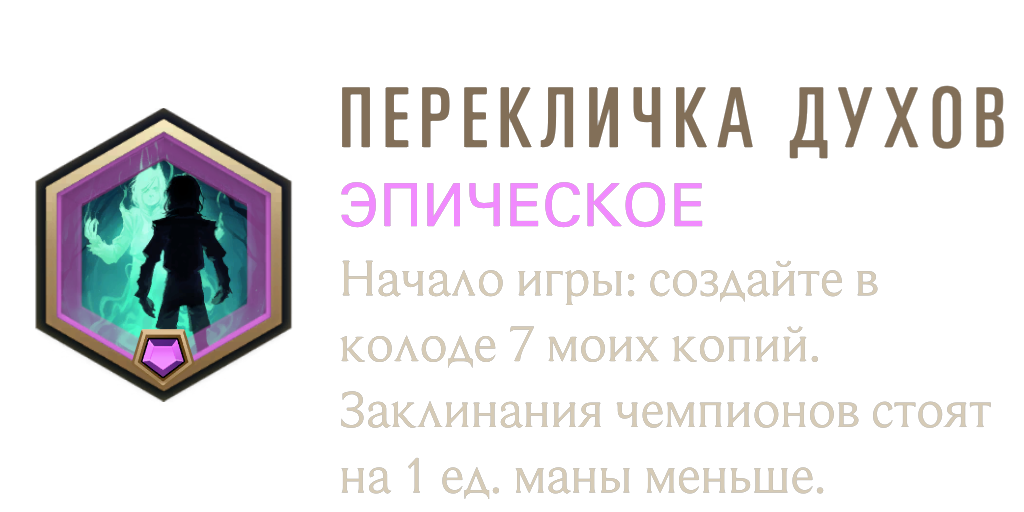 ПЕРЕКЛИЧКА ДУХОВ
ЭПИЧЕСКОЕ
Начало игры: создайте в
колоде 7 моих копий.
Заклинания чемпионов стоят
на 1 ед. маны меньше.